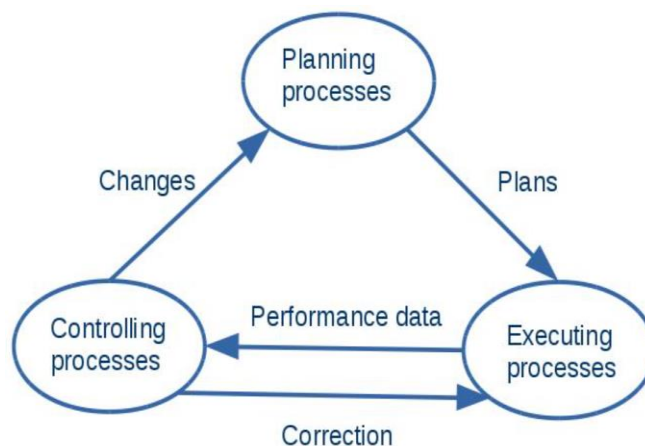 Planning
processes
Changes
Plans
Controlling
processes
Performance data
Executing
processes
Correction